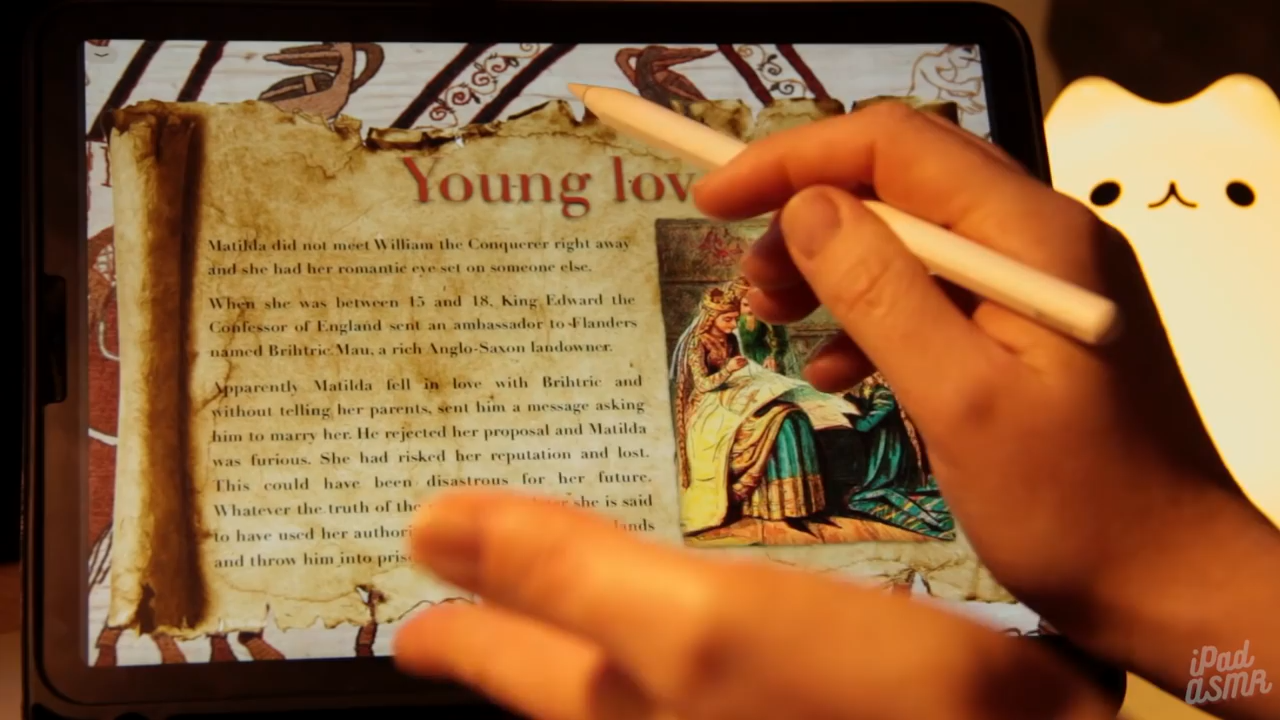 Young lov
Matilda did not meet William the Conquerer right away
and she had her romantic eye set on someone else.
When she was between 15 and 18, King Edward the
Confessor of England sent an ambassador to Flanders
named Brihtric Mau, a rich Anglo-Saxon landowner.
Apparently Matilda fell in love with Brihtric and
without telling her parents, sent him a message asking
him to marry her. He rejected her proposal and Matilda
was furious. She had risked her reputation and lost.
This could have been disastrous for her future.
Whatever the truth of the she is said
to have used her authori lands
and throw him into pris
iPad
ASMR